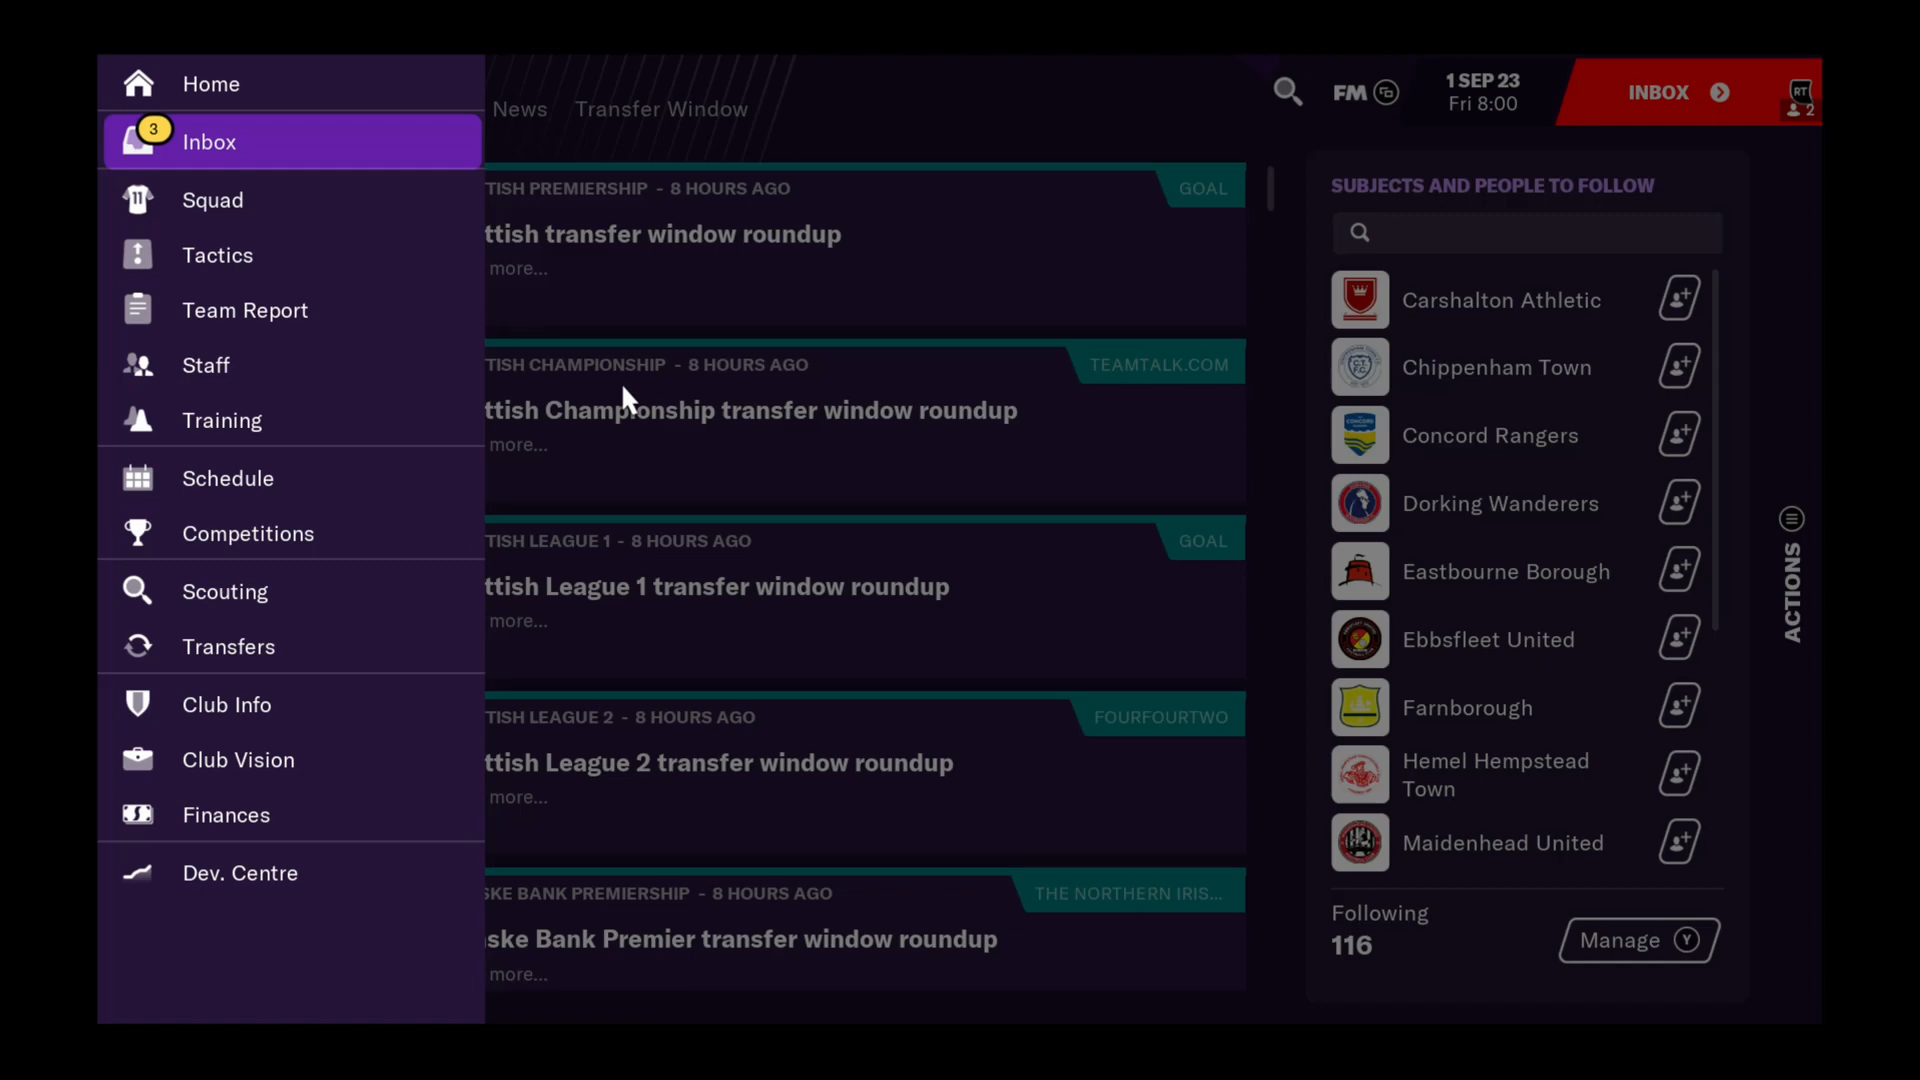 Home
3
Inbox
11
Squad
Tactics
Team Report
Staff
Training
Schedule
Competitions
Scouting
Transfers
Club Info
Club Vision
Finances
Dev. Centre
News
Transfer Window
FM
1 SEP 23
Fri 8:00
INBOX
RT
2
TISH PREMIERSHIP - 8 HOURS AGO
GOAL
ttish transfer window roundup
more...
TISH CHAMPIONSHIP - 8 HOURS AGO
TEAMTALK.COM
ttish Championship transfer window roundup
more...
TISH LEAGUE 1 - 8 HOURS AGO
GOAL
ttish League 1 transfer window roundup
more...
TISH LEAGUE 2 - 8 HOURS AGO
FOURFOURTWO
ttish League 2 transfer window roundup
more...
SKE BANK PREMIERSHIP - 8 HOURS AGO
THE NORTHERN IRIS...
ske Bank Premier transfer window roundup
more...
SUBJECTS AND PEOPLE TO FOLLOW
Carshalton Athletic
Chippenham Town
Concord Rangers
Dorking Wanderers
Eastbourne Borough
Ebbsfleet United
Farnborough
Hemel Hempstead
Town
Maidenhead United
Following
116
Manage Y
ACTIONS